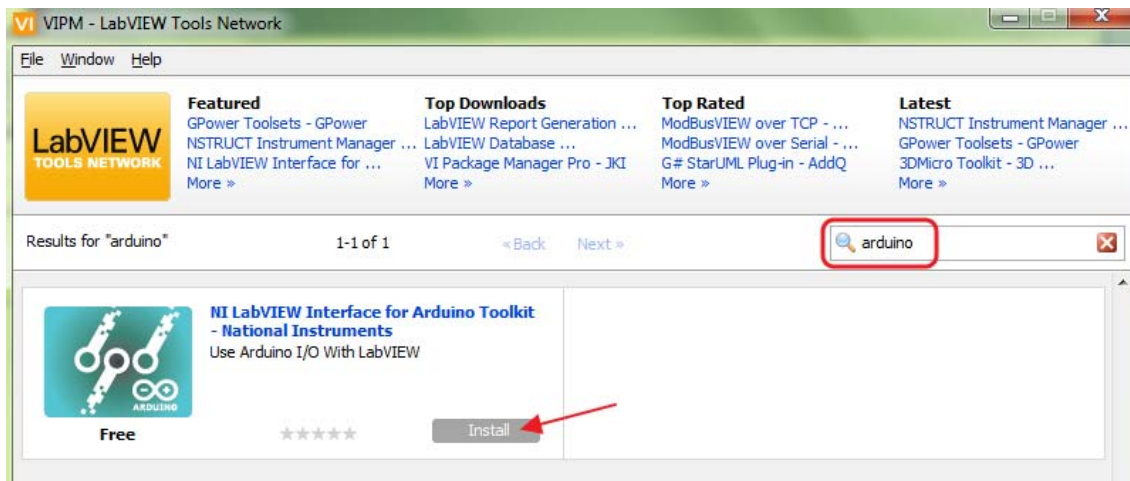 VI VIPM - LabVIEW Tools Network
File Window Help
LabVIEW
TOOLS NETWORK
Featured
GPower Toolsets - GPower
NSTRUCT Instrument Manager ...
NI LabVIEW Interface for ...
More »
Top Downloads
LabVIEW Report Generation ...
LabVIEW Database ...
VI Package Manager Pro - JKI
More »
Top Rated
ModBusVIEW over TCP - ...
ModBusVIEW over Serial - ...
G# StarUML Plug-in - AddQ
More »
Latest
NSTRUCT Instrument Manager ...
GPower Toolsets - GPower
3DMicro Toolkit - 3D ...
More »
Results for "arduino" 1-1 of 1 « Back Next » arduino
NI LabVIEW Interface for Arduino Toolkit
- National Instruments
Use Arduino I/O With LabVIEW
ARDUINO
Free Install